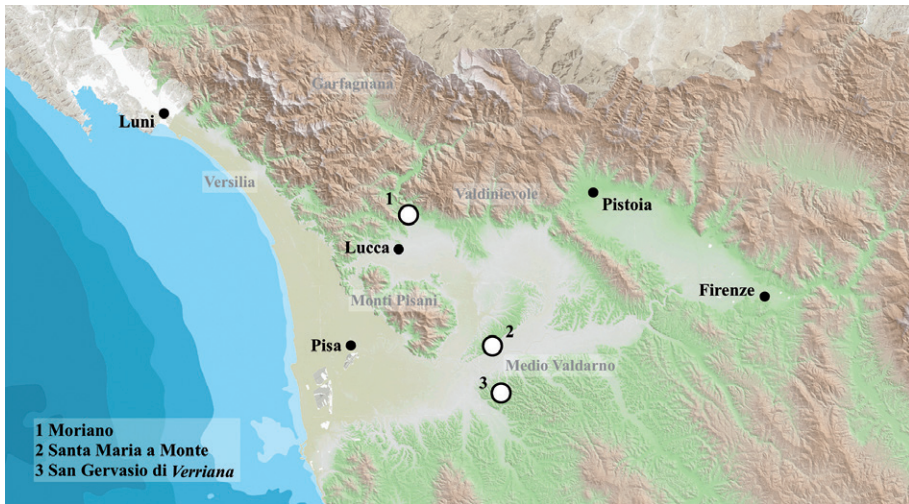 Garfagnana
Luni
Versilia
Valdinievole
1
Pistoia
Lucca
Firenze
Monti Pisani
2
Pisa
Medio Valdarno
3
1 Moriano
2 Santa Maria a Monte
3 San Gervasio di Verriana